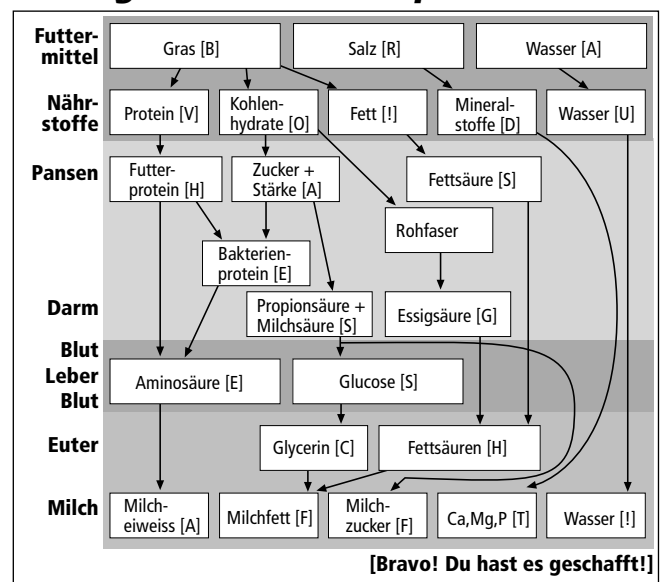 Futter-
mittel
Gras [B]
Salz [R]
Wasser [A]
Nähr-
stoffe
Protein [V]
Kohlen-
hydrate [O]
Fett [!]
Mineral-
stoffe [D]
Wasser [U]
Pansen
Futter-
protein [H]
Zucker +
Stärke [A]
Fettsäure [S]
Rohfaser
Bakterien-
protein [E]
Darm
Propionsäure +
Milchsäure [S]
Essigsäure [G]
Blut
Leber
Blut
Aminosäure [E]
Glucose [S]
Euter
Glycerin [C]
Fettsäuren [H]
Milch
Milch-
eiweiss [A]
Milchfett [F]
Milch-
zucker [F]
Ca,Mg,P [T]
Wasser [!]
[Bravo! Du hast es geschafft!]